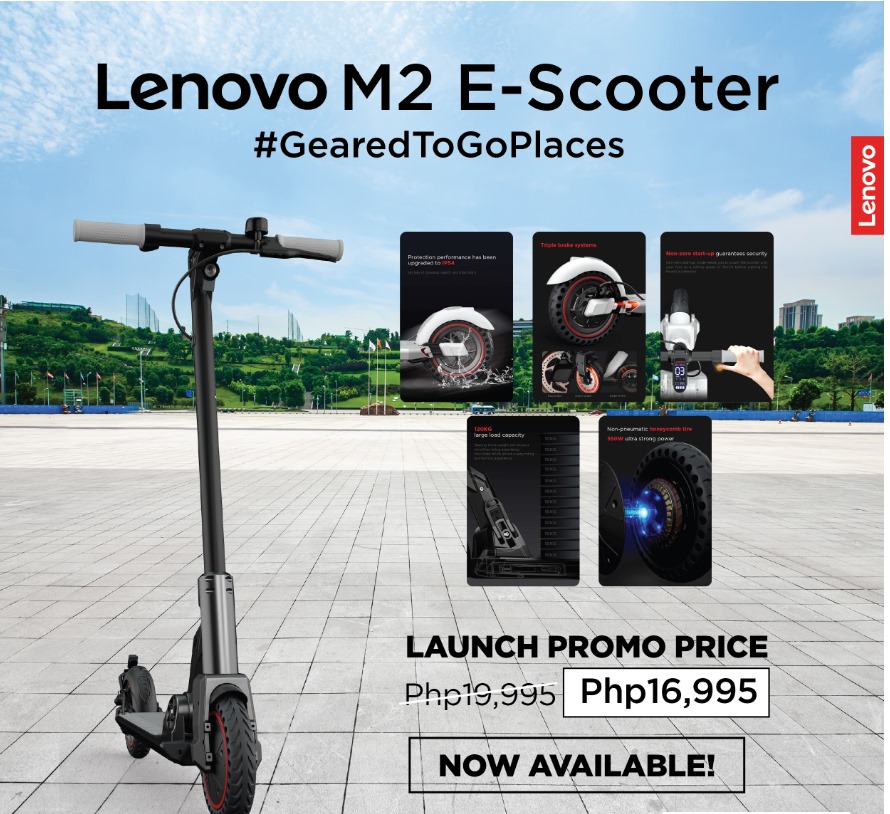 Lenovo M2 E-Scooter
#GearedToGoPlaces
Lenovo
Protection performance has been
upgraded to IP54
Triple brake systems
Non-zero start-up guarantees security
03
120KG
large load capacity
Non-pneumatic honeycomb tire
950W ultra strong power
LAUNCH PROMO PRICE
Php19,995 Php16,995
NOW AVAILABLE!